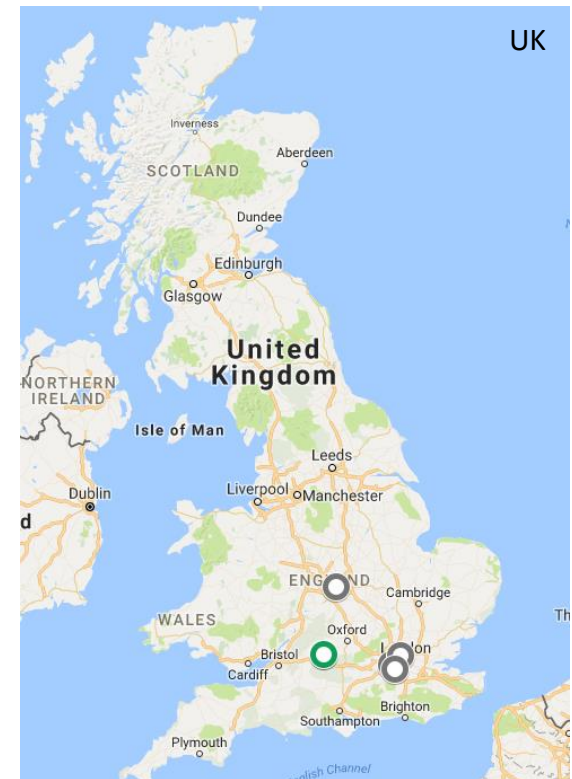 UK
Inverness
SCOTLAND
Aberdeen
Dundee
Edinburgh
Glasgow
United
Kingdom
NORTHERN
IRELAND
Isle of Man
Leeds
Dublin
Liverpool
Manchester
d
ENGLAND
Cambridge
WALES
Th
Oxford
London
Bristol
Cardiff
Brighton
Southampton
Plymouth
English Channel